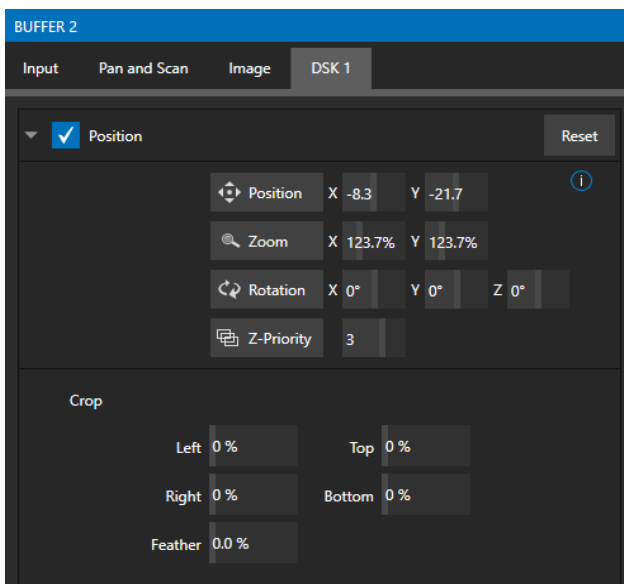 BUFFER 2
Input Pan and Scan Image DSK 1
Position Reset
Position X -8.3 Y -21.7
Zoom X 123.7% Y 123.7%
Rotation X 0° Y 0° Z 0°
Z-Priority 3
Crop
Left 0 % Top 0 %
Right 0 % Bottom 0 %
Feather 0.0 %